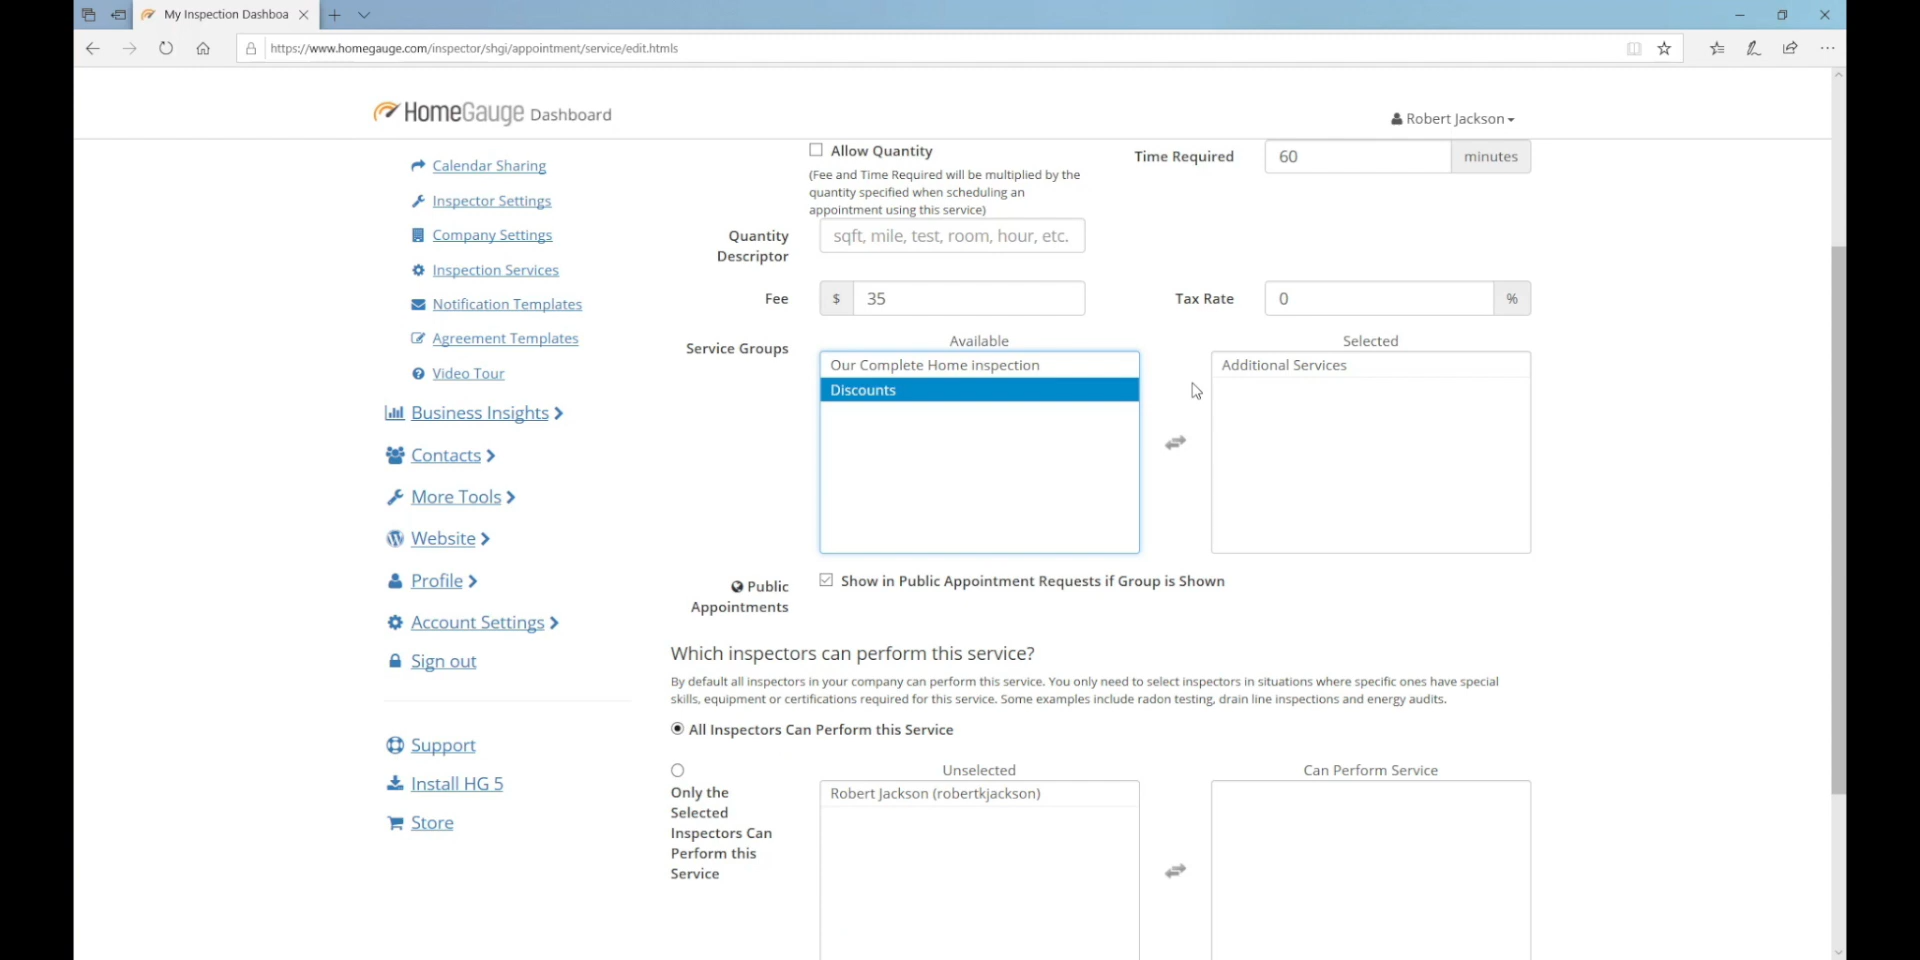 My Inspection Dashboa
https://www.homegauge.com/inspector/shgi/appointment/service/edit.htmls
HomeGauge Dashboard
Robert Jackson
Calendar Sharing
Inspector Settings
Company Settings
Inspection Services
Notification Templates
Agreement Templates
Video Tour
Business Insights
Contacts
More Tools
Website
Profile
Account Settings
Sign out
Support
Install HG 5
Store
Allow Quantity
(Fee and Time Required will be multiplied by the
quantity specified when scheduling an
appointment using this service)
Time Required
60
minutes
Quantity
Descriptor
sqft, mile, test, room, hour, etc.
Fee
$
35
Tax Rate
0
%
Service Groups
Available
Our Complete Home inspection
Discounts
Selected
Additional Services
Public
Appointments
Show in Public Appointment Requests if Group is Shown
Which inspectors can perform this service?
By default all inspectors in your company can perform this service. You only need to select inspectors in situations where specific ones have special
skills, equipment or certifications required for this service. Some examples include radon testing, drain line inspections and energy audits.
All Inspectors Can Perform this Service
Only the
Selected
Inspectors Can
Perform this
Service
Unselected
Robert Jackson (robertkjackson)
Can Perform Service